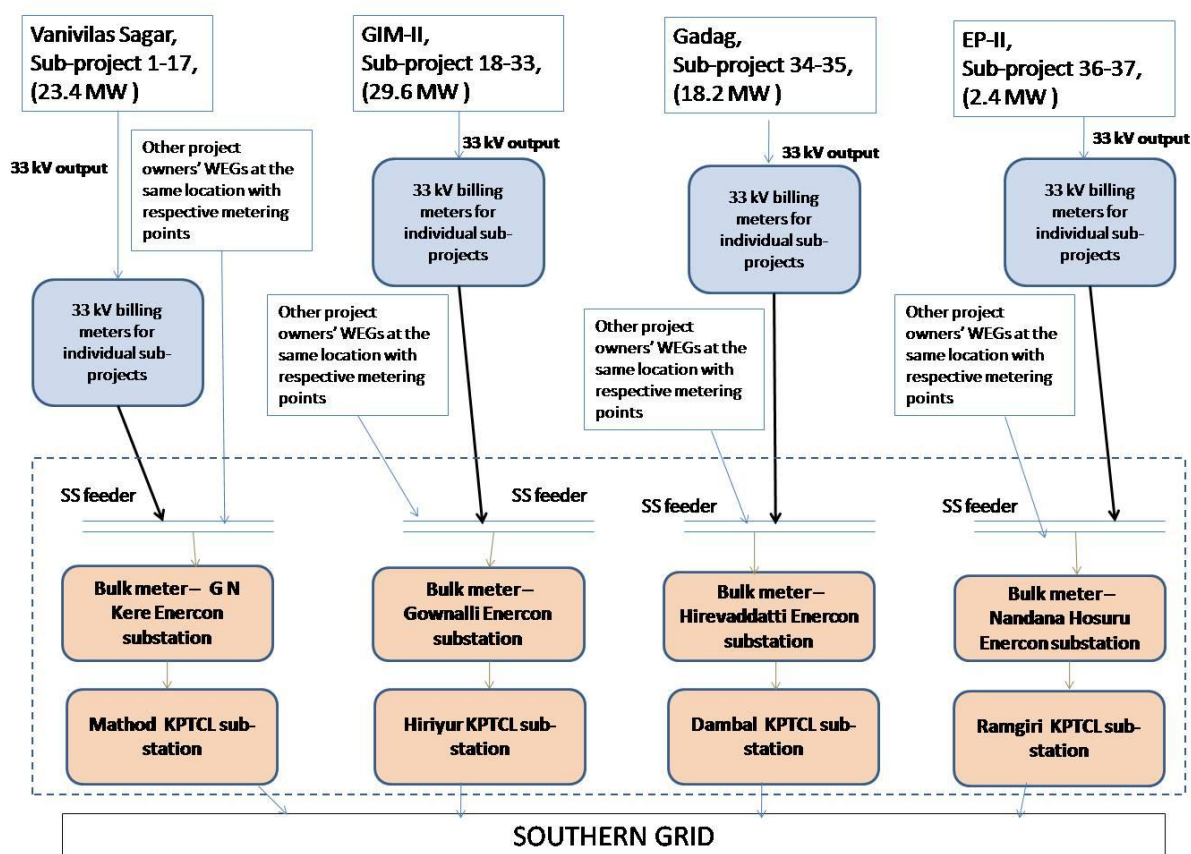 Vanivilas Sagar,
Sub-project 1-17,
(23.4 MW )
33 kV output
Other project
owners' WEGs at the
same location with
respective metering
points
33 kV billing
meters for
individual sub-
projects
SS feeder
Bulk meter– G N
Kere Enercon
substation
Mathod KPTCL sub-
station
GIM-II,
Sub-project 18-33,
(29.6 MW )
33 kV output
33 kV billing
meters for
individual sub-
projects
Other project
owners' WEGs at the
same location with
respective metering
points
SS feeder
Bulk meter–
Gownalli Enercon
substation
Hiriyur KPTCL sub-
station
Gadag,
Sub-project 34-35,
(18.2 MW )
33 kV output
33 kV billing
meters for
individual sub-
projects
Other project
owners' WEGs at the
same location with
respective metering
points
SS feeder
Bulk meter–
Hirevaddatti Enercon
substation
Dambal KPTCL sub-
station
EP-II,
Sub-project 36-37,
(2.4 MW )
33 kV output
33 kV billing
meters for
individual sub-
projects
Other project
owners' WEGs at the
same location with
respective metering
points
SS feeder
Bulk meter–
Nandana Hosuru
Enercon substation
Ramgiri KPTCL sub-
station
SOUTHERN GRID